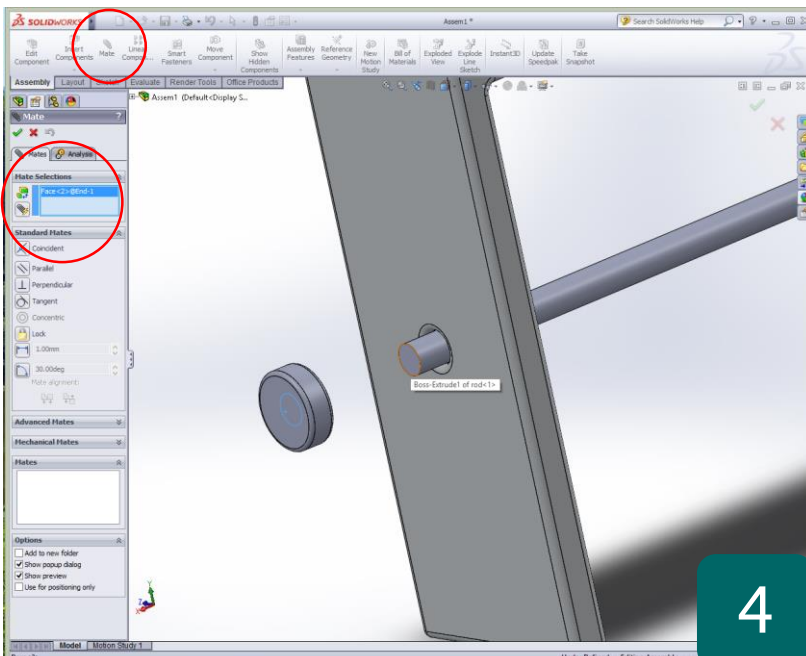 SOLIDWORKS
Assem1 *
Search SolidWorks Help
Edit Component
Insert Components
Mate
Linear Compon...
Smart Fasteners
Move Component
Show Hidden Components
Assembly Features
Reference Geometry
New Motion Study
Bill of Materials
Exploded View
Explode Line Sketch
Instant3D
Update Speedpak
Take Snapshot
Assembly Layout Sketch Evaluate Render Tools Office Products
Assem1 (Default<Display S...
Mate ?
Mates Analysis
Mate Selections
Face<2>@End-1
Standard Mates
Coincident
Parallel
Perpendicular
Tangent
Concentric
Lock
1.00mm
30.00deg
Mate alignment:
Boss-Extrude1 of rod<1>
Advanced Mates
Mechanical Mates
Mates
Options
Add to new folder
Show popup dialog
Show preview
Use for positioning only
Y
Z
X
Model Motion Study 1
4